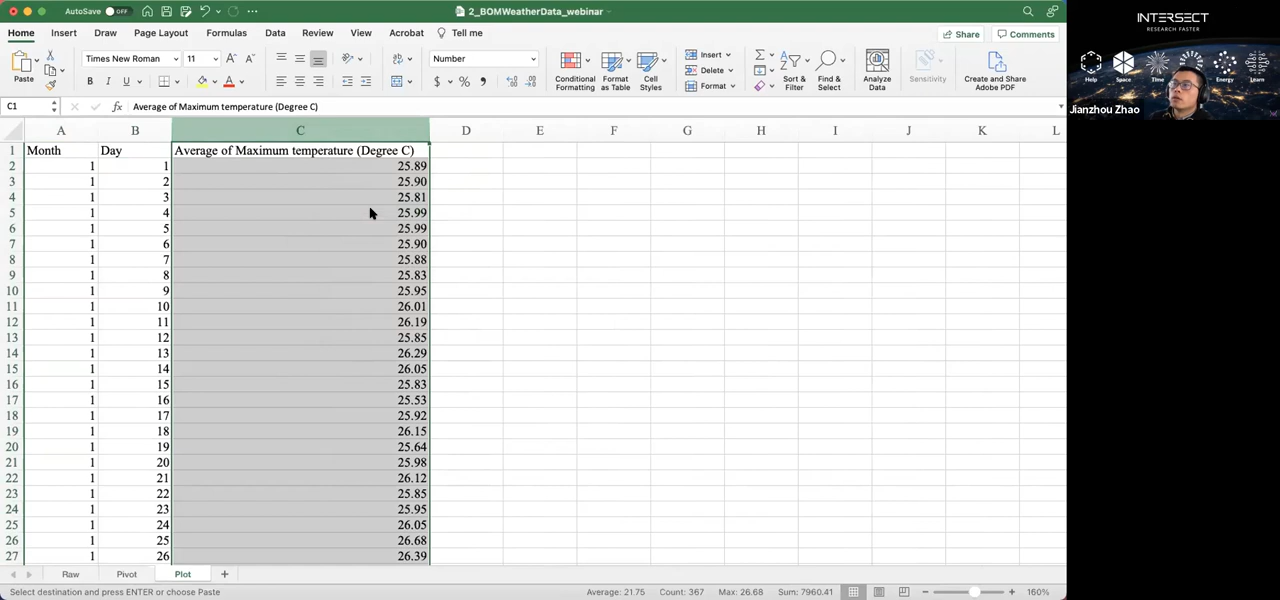 AutoSave OFF
2_BOMWeatherData_webinar
Home Insert Draw Page Layout Formulas Data Review View Acrobat Tell me
Share Comments
Paste
Times New Roman 11
B I U
Number
Conditional Formatting
Format as Table
Cell Styles
Insert
Delete
Format
Sort & Filter
Find & Select
Analyze Data
Sensitivity
Create and Share Adobe PDF
C1 fx Average of Maximum temperature (Degree C)
A B C D E F G H I J K L
1 Month Day Average of Maximum temperature (Degree C)
2 1 1 25.89
3 1 2 25.90
4 1 3 25.81
5 1 4 25.99
6 1 5 25.99
7 1 6 25.90
8 1 7 25.88
9 1 8 25.83
10 1 9 25.95
11 1 10 26.01
12 1 11 26.19
13 1 12 25.85
14 1 13 26.29
15 1 14 26.05
16 1 15 25.83
17 1 16 25.53
18 1 17 25.92
19 1 18 26.15
20 1 19 25.64
21 1 20 25.98
22 1 21 26.12
23 1 22 25.85
24 1 23 25.95
25 1 24 26.05
26 1 25 26.68
27 1 26 26.39
Raw Pivot Plot +
Select destination and press ENTER or choose Paste
Average: 21.75 Count: 367 Max: 26.68 Sum: 7960.41
160%
INTERSECT
RESEARCH FASTER
Help Space Time Energy Learn
Jianzhou Zhao